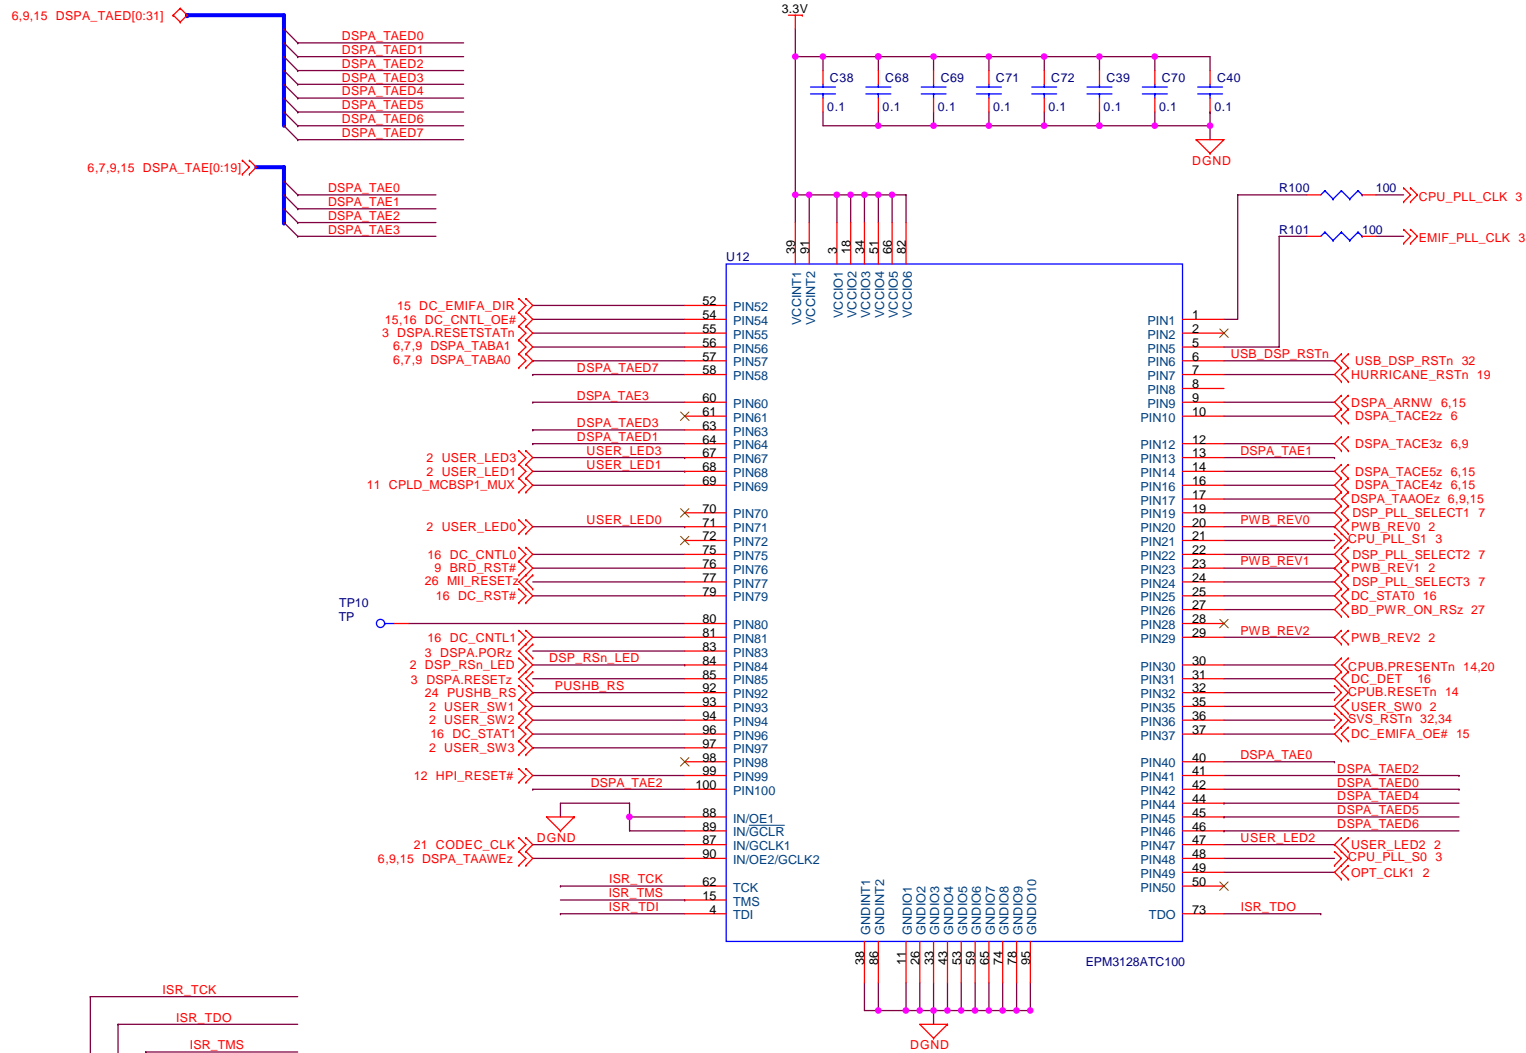 6,9,15 DSPA_TAED[0:31]
DSPA_TAED0
DSPA_TAED1
DSPA_TAED2
DSPA_TAED3
DSPA_TAED4
DSPA_TAED5
DSPA_TAED6
DSPA_TAED7
6,7,9,15 DSPA_TAE[0:19]
DSPA_TAE0
DSPA_TAE1
DSPA_TAE2
DSPA_TAE3
3.3V
C38 C68 C69 C71 C72 C39 C70 C40
0.1 0.1 0.1 0.1 0.1 0.1 0.1 0.1
DGND
R100 100 CPU_PLL_CLK 3
R101 100 EMIF_PLL_CLK 3
U12
39 91 3 18 34 51 66 82
VCCINT1 VCCINT2 VCCIO1 VCCIO2 VCCIO3 VCCIO4 VCCIO5 VCCIO6
15 DC_EMIFA_DIR 52 PIN52
15,16 DC_CNTL_OE# 54 PIN54
3 DSPA.RESETSTATn 55 PIN55
6,7,9 DSPA_TABA1 56 PIN56
6,7,9 DSPA_TABA0 57 PIN57
DSPA_TAED7 58 PIN58
DSPA_TAE3 60 PIN60
61 PIN61
DSPA_TAED3 63 PIN63
DSPA_TAED1 64 PIN64
2 USER_LED3 USER_LED3 67 PIN67
2 USER_LED1 USER_LED1 68 PIN68
11 CPLD_MCBSP1_MUX 69 PIN69
70 PIN70
2 USER_LED0 USER_LED0 71 PIN71
72 PIN72
16 DC_CNTL0 75 PIN75
9 BRD_RST# 76 PIN76
26 MII_RESETz 77 PIN77
16 DC_RST# 79 PIN79
TP10
TP
80 PIN80
16 DC_CNTL1 81 PIN81
3 DSPA.PORz 83 PIN83
2 DSP_RSn_LED DSP_RSn_LED 84 PIN84
3 DSPA.RESETz 85 PIN85
24 PUSHB_RS PUSHB_RS 92 PIN92
2 USER_SW1 93 PIN93
2 USER_SW2 94 PIN94
16 DC_STAT1 96 PIN96
2 USER_SW3 97 PIN97
98 PIN98
12 HPI_RESET# 99 PIN99
DSPA_TAE2 100 PIN100
88 IN/OE1
DGND 89 IN/GCLR
21 CODEC_CLK 87 IN/GCLK1
6,9,15 DSPA_TAAWEz 90 IN/OE2/GCLK2
ISR_TCK 62 TCK
ISR_TMS 15 TMS
ISR_TDI 4 TDI
PIN1 1
PIN2 2
PIN5 5
PIN6 6 USB_DSP_RSTn USB_DSP_RSTn 32
PIN7 7 HURRICANE_RSTn 19
PIN8 8
PIN9 9 DSPA_ARNW 6,15
PIN10 10 DSPA_TACE2z 6
PIN12 12 DSPA_TACE3z 6,9
PIN13 13 DSPA_TAE1
PIN14 14 DSPA_TACE5z 6,15
PIN16 16 DSPA_TACE4z 6,15
PIN17 17 DSPA_TAAOEz 6,9,15
PIN19 19 DSP_PLL_SELECT1 7
PIN20 20 PWB_REV0 PWB_REV0 2
PIN21 21 CPU_PLL_S1 3
PIN22 22 DSP_PLL_SELECT2 7
PIN23 23 PWB_REV1 PWB_REV1 2
PIN24 24 DSP_PLL_SELECT3 7
PIN25 25 DC_STAT0 16
PIN26 27 BD_PWR_ON_RSz 27
PIN28 28
PIN29 29 PWB_REV2 PWB_REV2 2
PIN30 30 CPUB.PRESENTn 14,20
PIN31 31 DC_DET 16
PIN32 32 CPUB.RESETn 14
PIN35 35 USER_SW0 2
PIN36 36 SVS_RSTn 32,34
PIN37 37 DC_EMIFA_OE# 15
PIN40 40 DSPA_TAE0
PIN41 41 DSPA_TAED2
PIN42 42 DSPA_TAED0
PIN44 44 DSPA_TAED4
PIN45 45 DSPA_TAED5
PIN46 46 DSPA_TAED6
PIN47 47 USER_LED2 USER_LED2 2
PIN48 48 CPU_PLL_S0 3
PIN49 49 OPT_CLK1 2
PIN50 50
TDO 73 ISR_TDO
GNDINT1 GNDINT2 GNDIO1 GNDIO2 GNDIO3 GNDIO4 GNDIO5 GNDIO6 GNDIO7 GNDIO8 GNDIO9 GNDIO10
38 86 11 26 33 43 53 59 65 74 78 95
EPM3128ATC100
DGND
ISR_TCK
ISR_TDO
ISR_TMS